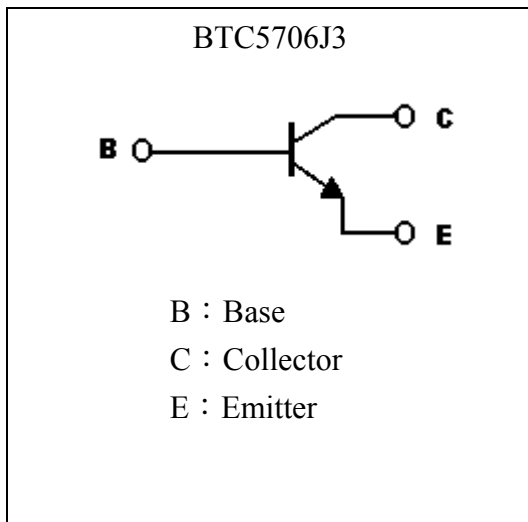 BTC5706J3
B C
E
B：Base
C：Collector
E：Emitter